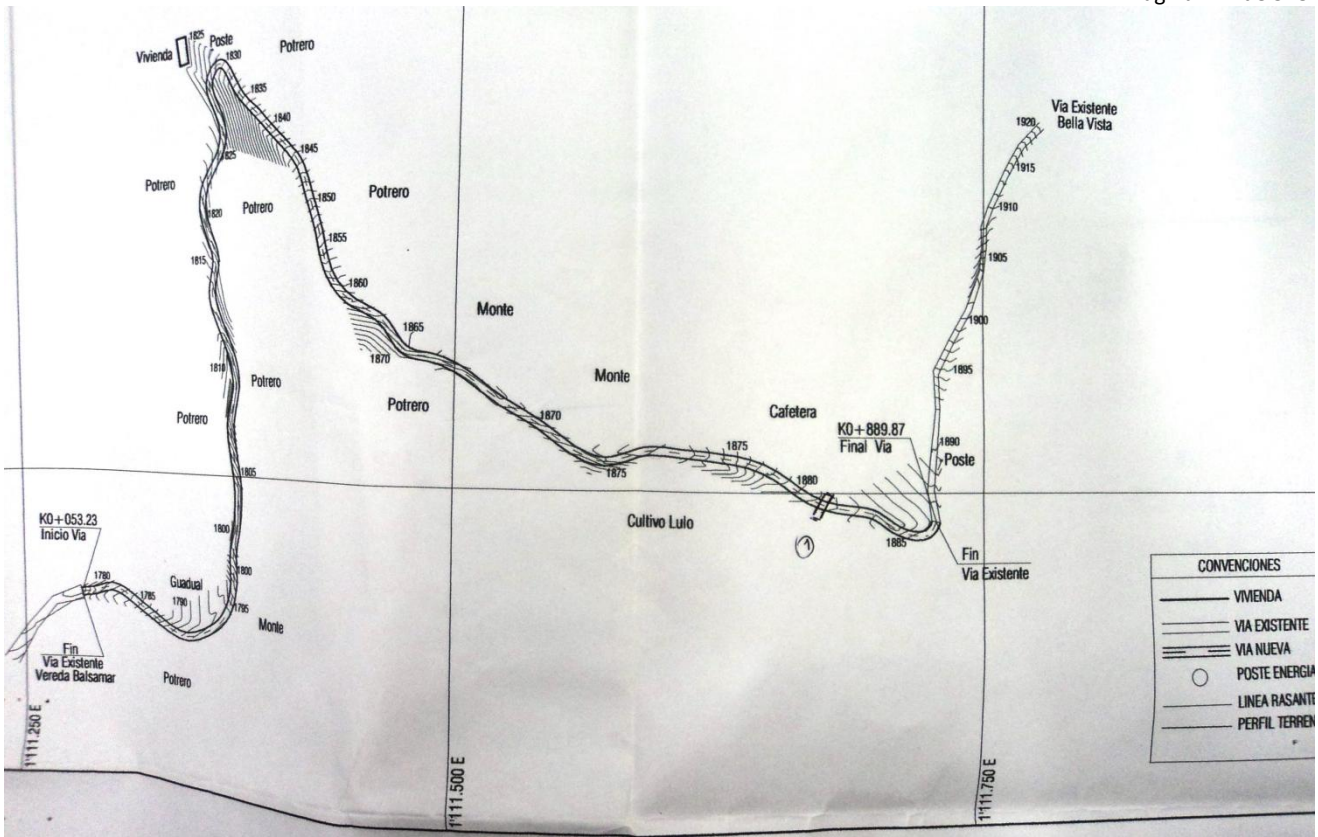 1825
Poste
Potrero
Vivienda
1830
1835
1840
1845
1825
Potrero
Potrero
Potrero
1850
1820
1855
1815
1860
1865
1870
Monte
1810
Potrero
Potrero
Potrero
Monte
1870
Cafetera
1875
1875
1805
1880
K0+889.87
Final Via
Via Existente
Bella Vista
1920
1915
1910
1905
1900
1895
1890
Poste
K0+053.23
Inicio Via
1800
1800
Cultivo Lulo
1
1885
Fin
Via Existente
1780
1785
Guadual
1790
1795
Monte
Fin
Via Existente
Vereda Balsamar
Potrero
CONVENCIONES
VIVIENDA
VIA EXISTENTE
VIA NUEVA
POSTE ENERGIA
LINEA RASANTE
PERFIL TERREN
1'111.250 E
1'111.500 E
1'111.750 E